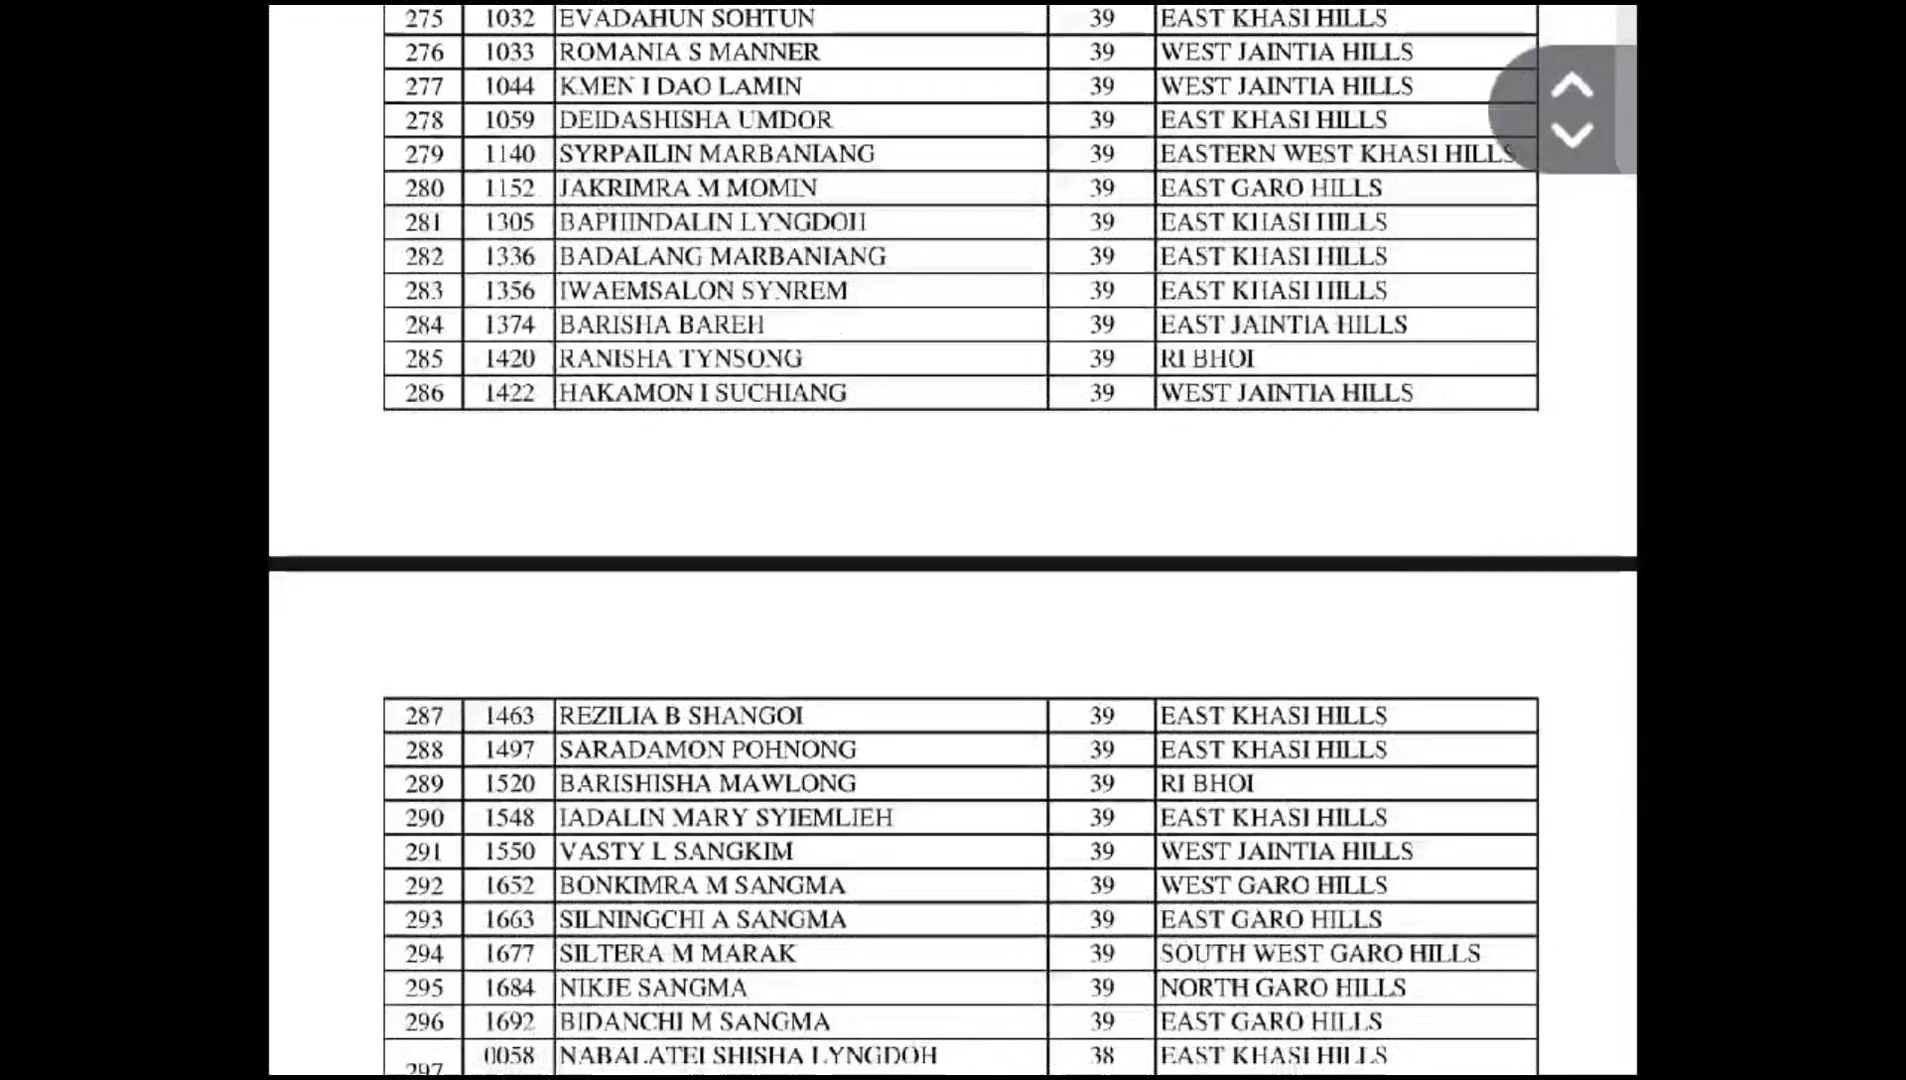 275 1032 EVADAHUN SOHTUN 39 EAST KHASI HILLS
276 1033 ROMANIA S MANNER 39 WEST JAINTIA HILLS
277 1044 KMEN I DAO LAMIN 39 WEST JAINTIA HILLS
278 1059 DEIDASHISHA UMDOR 39 EAST KHASI HILLS
279 1140 SYRPAILIN MARBANIANG 39 EASTERN WEST KHASI HILLS
280 1152 JAKRIMRA M MOMIN 39 EAST GARO HILLS
281 1305 BAPHINDALIN LYNGDOH 39 EAST KHASI HILLS
282 1336 BADALANG MARBANIANG 39 EAST KHASI HILLS
283 1356 IWAEMSALON SYNREM 39 EAST KHASI HILLS
284 1374 BARISHA BAREH 39 EAST JAINTIA HILLS
285 1420 RANISHA TYNSONG 39 RI BHOI
286 1422 HAKAMON I SUCHIANG 39 WEST JAINTIA HILLS
287 1463 REZILIA B SHANGOI 39 EAST KHASI HILLS
288 1497 SARADAMON POHNONG 39 EAST KHASI HILLS
289 1520 BARISHISHA MAWLONG 39 RI BHOI
290 1548 IADALIN MARY SYIEMLIEH 39 EAST KHASI HILLS
291 1550 VASTY L SANGKIM 39 WEST JAINTIA HILLS
292 1652 BONKIMRA M SANGMA 39 WEST GARO HILLS
293 1663 SILNINGCHI A SANGMA 39 EAST GARO HILLS
294 1677 SILTERA M MARAK 39 SOUTH WEST GARO HILLS
295 1684 NIKJE SANGMA 39 NORTH GARO HILLS
296 1692 BIDANCHI M SANGMA 39 EAST GARO HILLS
297 0058 NABALATEI SHISHA LYNGDOH 38 EAST KHASI HILLS